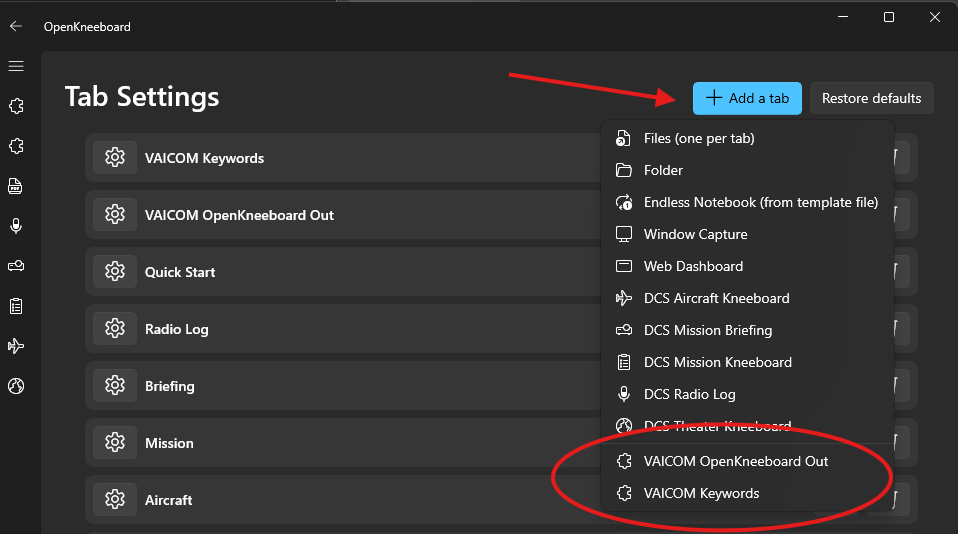 OpenKneeboard
Tab Settings
Add a tab
Restore defaults
VAICOM Keywords
VAICOM OpenKneeboard Out
Quick Start
Radio Log
Briefing
Mission
Aircraft
Files (one per tab)
Folder
Endless Notebook (from template file)
Window Capture
Web Dashboard
DCS Aircraft Kneeboard
DCS Mission Briefing
DCS Mission Kneeboard
DCS Radio Log
DCS Theater Kneeboard
VAICOM OpenKneeboard Out
VAICOM Keywords